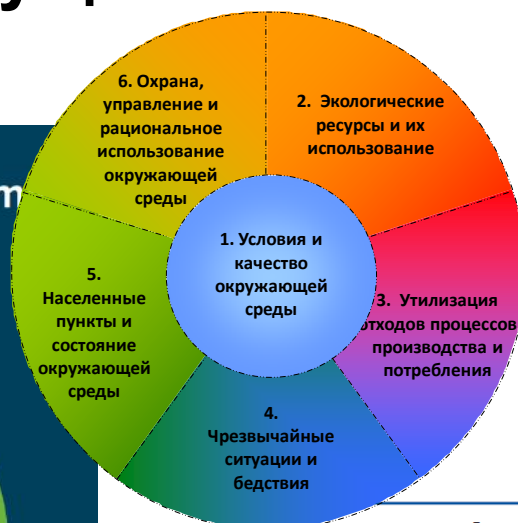 6. Охрана,
управление и
рациональное
использование
окружающей
среды
2. Экологические
ресурсы и их
использование
1. Условия и
качество
окружающей
среды
3. Утилизация
отходов процессов
производства и
потребления
4.
Чрезвычайные
ситуации и
бедствия
5.
Населенные
пункты и
состояние
окружающей
среды